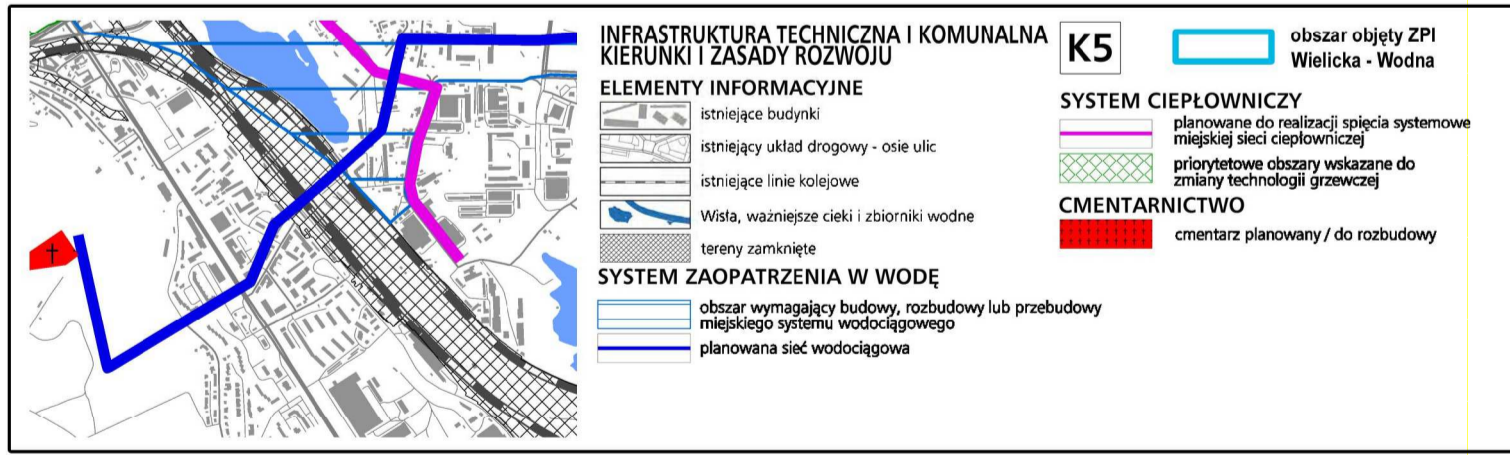 INFRASTRUKTURA TECHNICZNA I KOMUNALNA
KIERUNKI I ZASADY ROZWOJU
ELEMENTY INFORMACYJNE
istniejące budynki
istniejący układ drogowy - osie ulic
istniejące linie kolejowe
Wisła, ważniejsze cieki i zbiorniki wodne
tereny zamknięte
SYSTEM ZAOPATRZENIA W WODĘ
obszar wymagający budowy, rozbudowy lub przebudowy
miejskiego systemu wodociągowego
planowana sieć wodociągowa
K5
obszar objęty ZPI
Wielicka - Wodna
SYSTEM CIEPŁOWNICZY
planowane do realizacji spięcia systemowe
miejskiej sieci ciepłowniczej
priorytetowe obszary wskazane do
zmiany technologii grzewczej
CMENTARNICTWO
cmentarz planowany / do rozbudowy